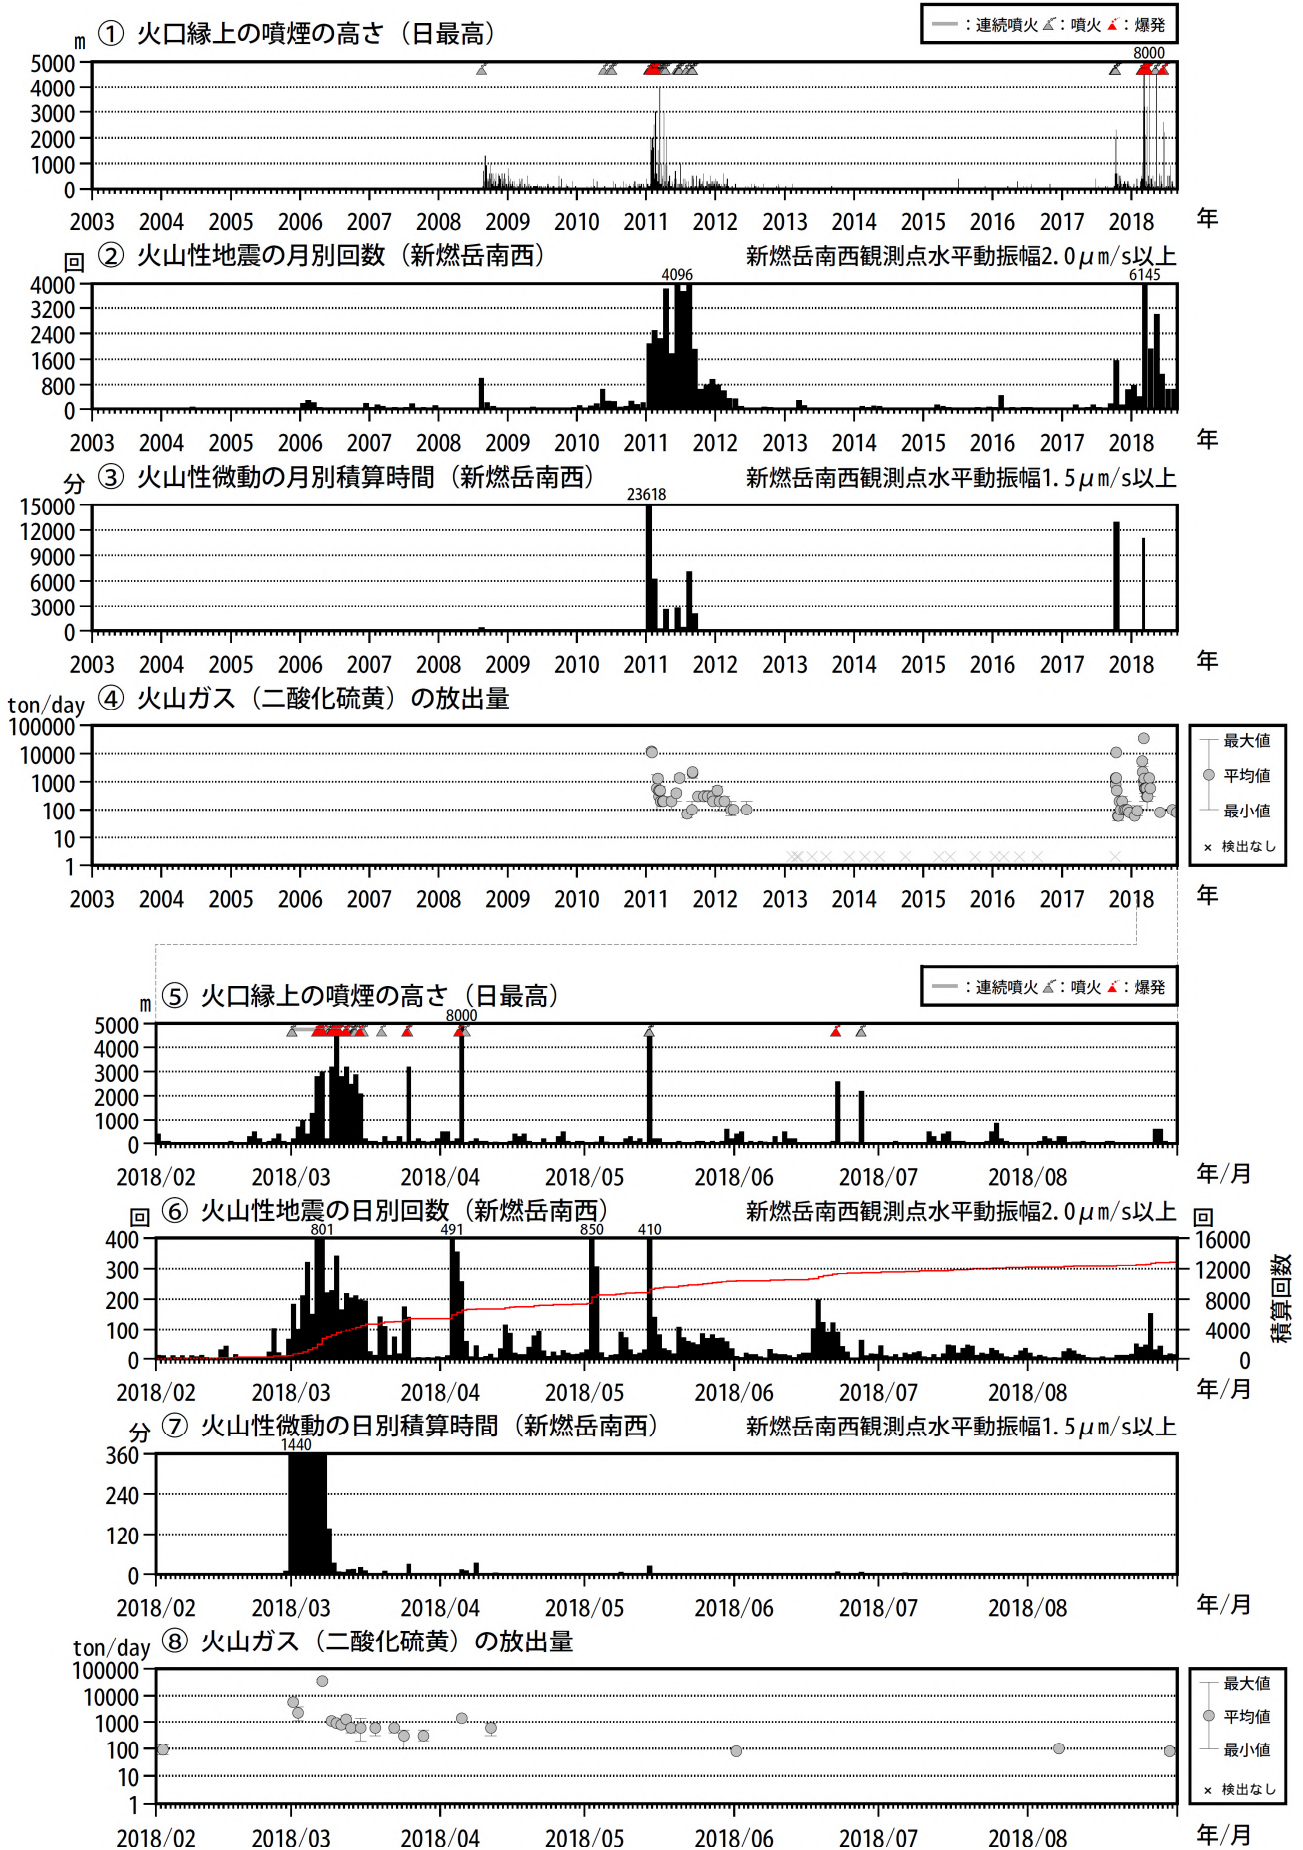 ① 火口縁上の噴煙の高さ（日最高）
：連続噴火 ：噴火 ：爆発
m
8000
5000
4000
3000
2000
1000
0
2003 2004 2005 2006 2007 2008 2009 2010 2011 2012 2013 2014 2015 2016 2017 2018 年
回 ② 火山性地震の月別回数（新燃岳南西） 新燃岳南西観測点水平動振幅2.0μm/s以上
4096 6145
4000
3200
2400
1600
800
0
2003 2004 2005 2006 2007 2008 2009 2010 2011 2012 2013 2014 2015 2016 2017 2018 年
分 ③ 火山性微動の月別積算時間（新燃岳南西） 新燃岳南西観測点水平動振幅1.5μm/s以上
23618
15000
12000
9000
6000
3000
0
2003 2004 2005 2006 2007 2008 2009 2010 2011 2012 2013 2014 2015 2016 2017 2018 年
ton/day ④ 火山ガス（二酸化硫黄）の放出量
100000
10000
1000
100
10
1
最大値
平均値
最小値
× 検出なし
2003 2004 2005 2006 2007 2008 2009 2010 2011 2012 2013 2014 2015 2016 2017 2018 年
m ⑤ 火口縁上の噴煙の高さ（日最高）
：連続噴火 ：噴火 ：爆発
8000
5000
4000
3000
2000
1000
0
2018/02 2018/03 2018/04 2018/05 2018/06 2018/07 2018/08 年/月
回 ⑥ 火山性地震の日別回数（新燃岳南西） 新燃岳南西観測点水平動振幅2.0μm/s以上 回
801 491 850 410
400 16000
300 12000
200 8000
100 4000
0 0
積算回数
2018/02 2018/03 2018/04 2018/05 2018/06 2018/07 2018/08 年/月
分 ⑦ 火山性微動の日別積算時間（新燃岳南西） 新燃岳南西観測点水平動振幅1.5μm/s以上
1440
360
240
120
0
2018/02 2018/03 2018/04 2018/05 2018/06 2018/07 2018/08 年/月
ton/day ⑧ 火山ガス（二酸化硫黄）の放出量
100000
10000
1000
100
10
1
最大値
平均値
最小値
× 検出なし
2018/02 2018/03 2018/04 2018/05 2018/06 2018/07 2018/08 年/月